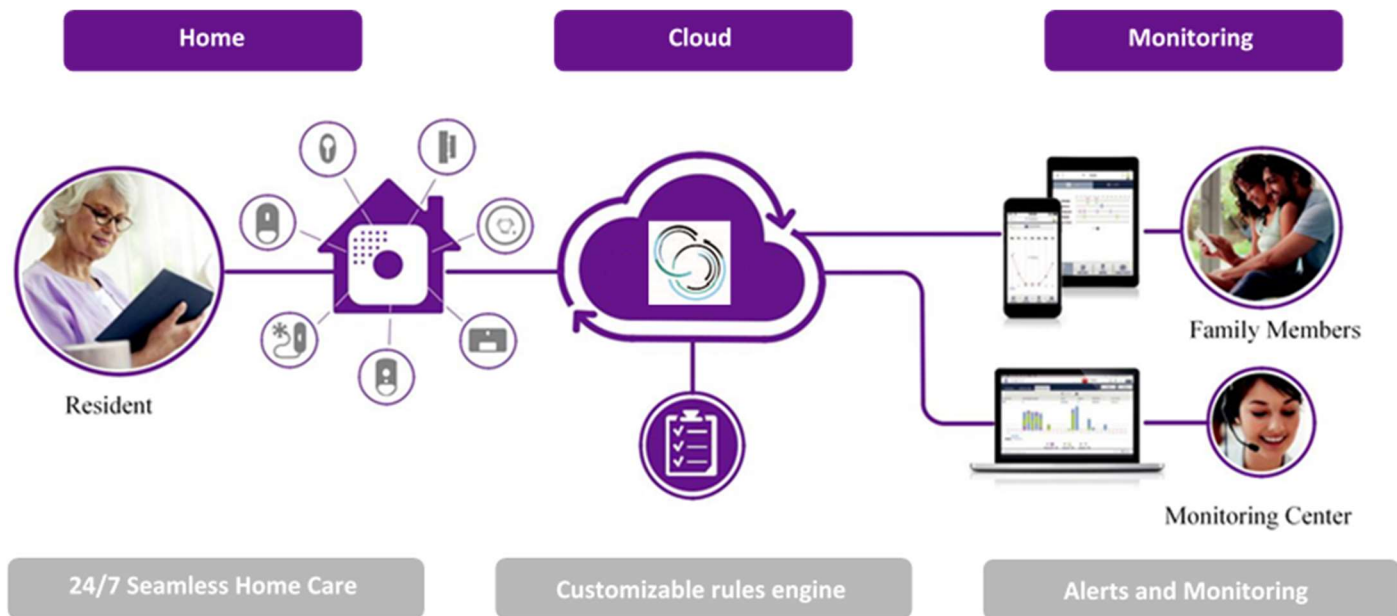 Home
Cloud
Monitoring
Resident
Family Members
Monitoring Center
24/7 Seamless Home Care
Customizable rules engine
Alerts and Monitoring